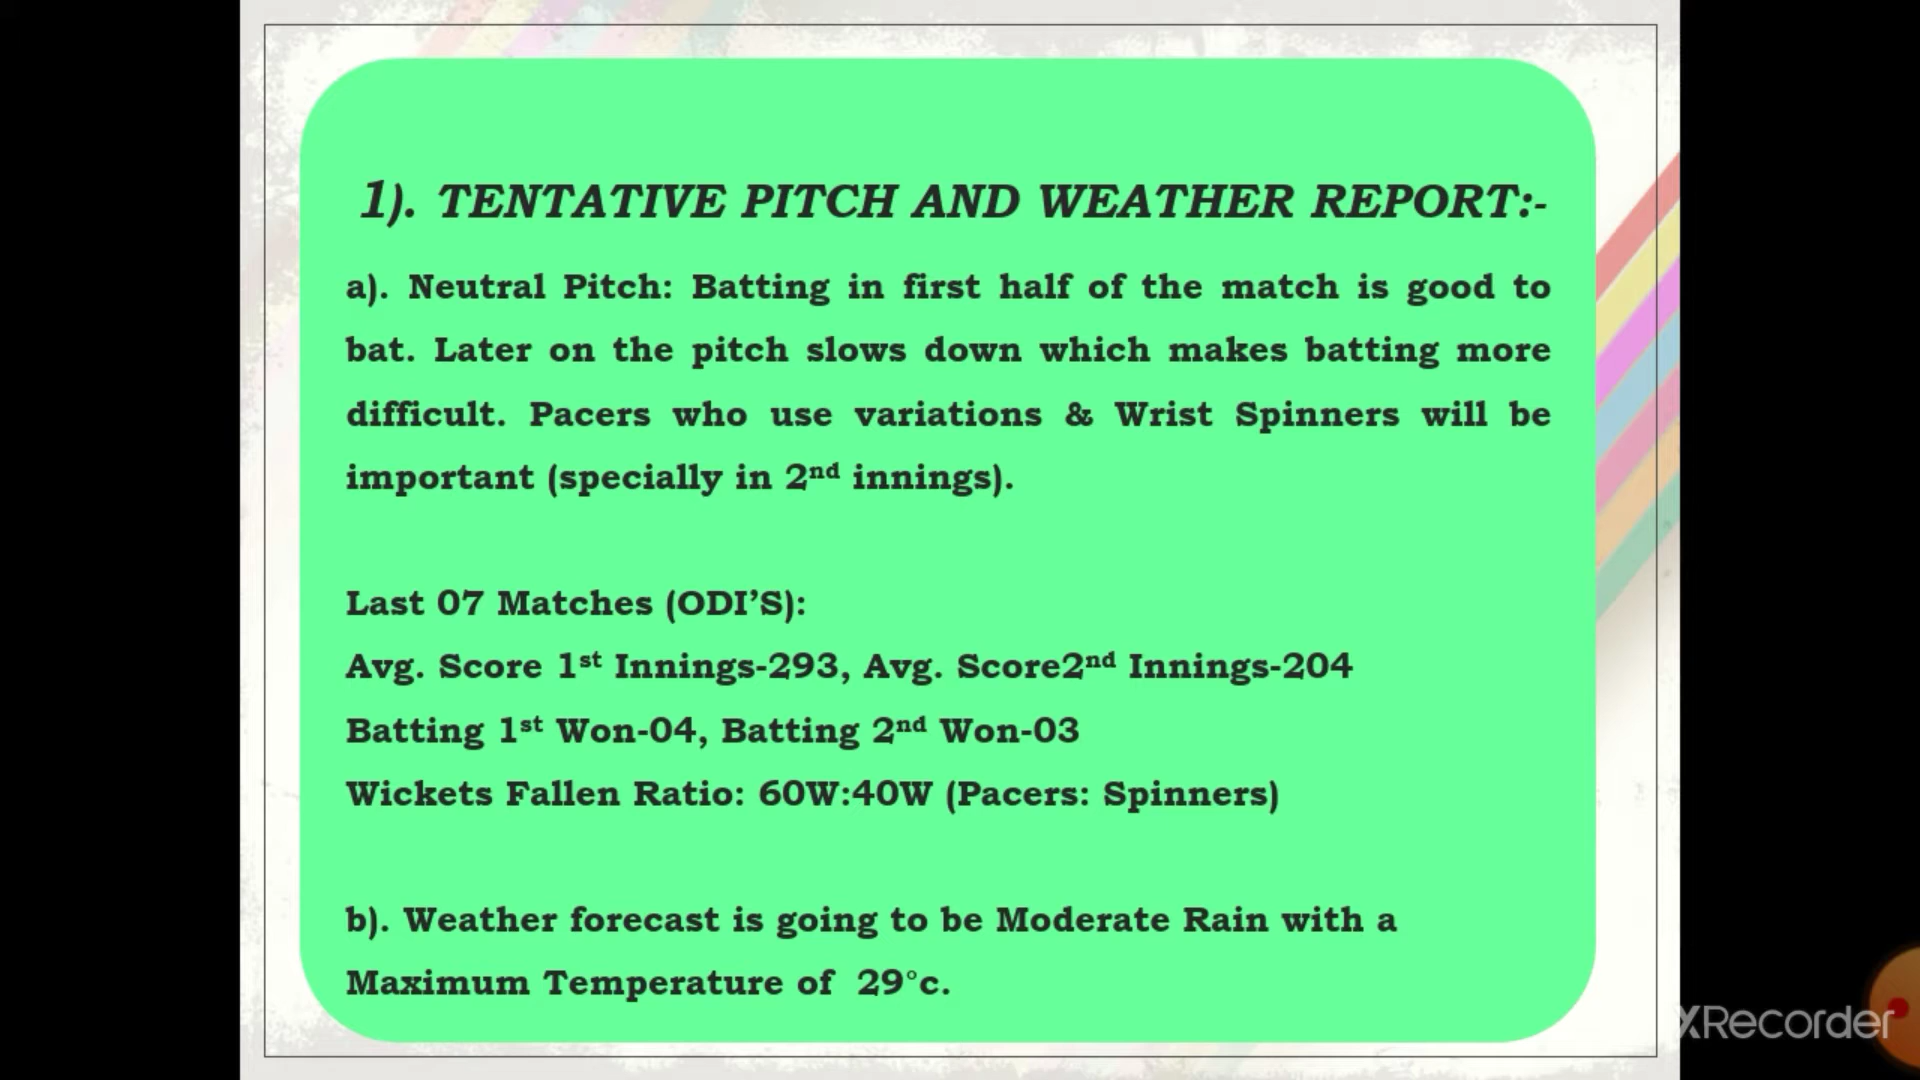 1). TENTATIVE PITCH AND WEATHER REPORT:-
a). Neutral Pitch: Batting in first half of the match is good to
bat. Later on the pitch slows down which makes batting more
difficult. Pacers who use variations & Wrist Spinners will be
important (specially in 2nd innings).
Last 07 Matches (ODI’S):
Avg. Score 1st Innings-293, Avg. Score2nd Innings-204
Batting 1st Won-04, Batting 2nd Won-03
Wickets Fallen Ratio: 60W:40W (Pacers: Spinners)
b). Weather forecast is going to be Moderate Rain with a
Maximum Temperature of 29°c.
XRecorder